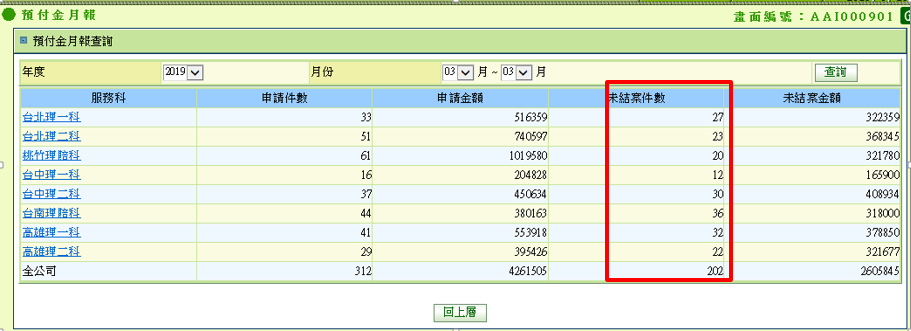 預付金月報
畫面編號：AAI000901
預付金月報查詢
年度 2019 月份 03 月 ~ 03 月 查詢
服務科 申請件數 申請金額 未結案件數 未結案金額
台北理一科 33 516359 27 322359
台北理二科 51 740597 23 368345
桃竹理賠科 61 1019580 20 321780
台中理一科 16 204828 12 165900
台中理二科 37 450634 30 408934
台南理賠科 44 380163 36 318000
高雄理一科 41 553918 32 378850
高雄理二科 29 395426 22 321677
全公司 312 4261505 202 2605845
回上層